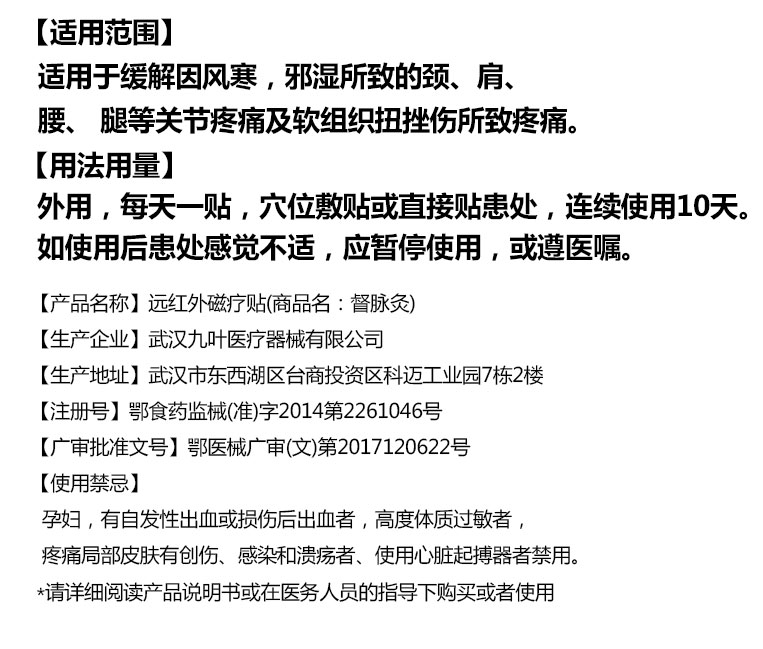 【适用范围】
适用于缓解因风寒，邪湿所致的颈、肩、
腰、 腿等关节疼痛及软组织扭挫伤所致疼痛。
【用法用量】
外用，每天一贴，穴位敷贴或直接贴患处，连续使用10天。
如使用后患处感觉不适，应暂停使用，或遵医嘱。
【产品名称】远红外磁疗贴(商品名：督脉灸)
【生产企业】武汉九叶医疗器械有限公司
【生产地址】武汉市东西湖区台商投资区科迈工业园7栋2楼
【注册号】鄂食药监械(准)字2014第2261046号
【广审批准文号】鄂医械广审(文)第2017120622号
【使用禁忌】
孕妇，有自发性出血或损伤后出血者，高度体质过敏者，
疼痛局部皮肤有创伤、感染和溃疡者、使用心脏起搏器者禁用。
*请详细阅读产品说明书或在医务人员的指导下购买或者使用